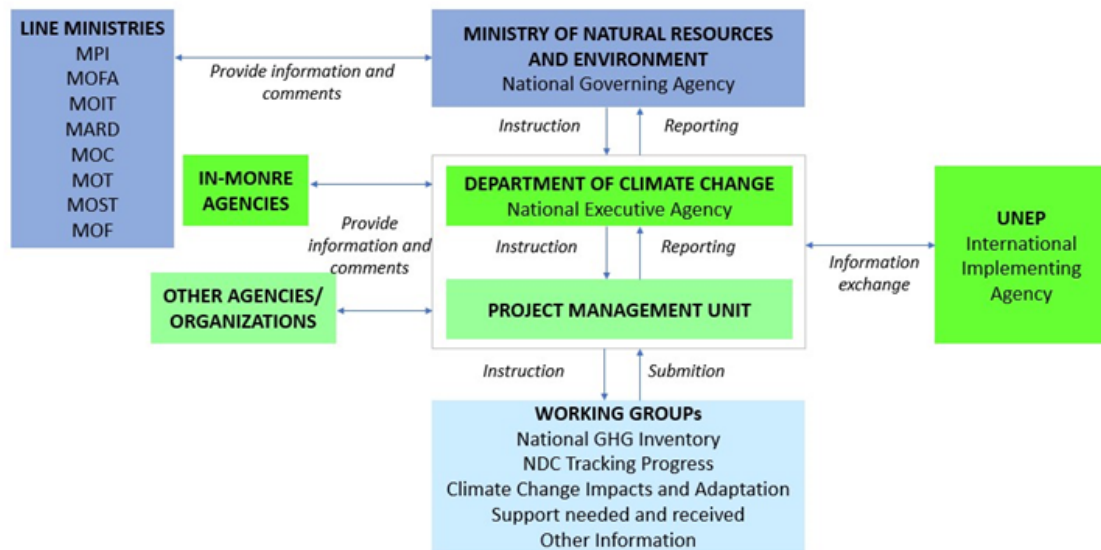 LINE MINISTRIES
MPI
MOFA
MOIT
MARD
MOC
MOT
MOST
MOF
Provide information and
comments
MINISTRY OF NATURAL RESOURCES
AND ENVIRONMENT
National Governing Agency
Instruction
Reporting
IN-MONRE
AGENCIES
Provide
information and
comments
OTHER AGENCIES/
ORGANIZATIONS
DEPARTMENT OF CLIMATE CHANGE
National Executive Agency
Instruction
Reporting
PROJECT MANAGEMENT UNIT
Information
exchange
UNEP
International
Implementing
Agency
Instruction
Submition
WORKING GROUPs
National GHG Inventory
NDC Tracking Progress
Climate Change Impacts and Adaptation
Support needed and received
Other Information